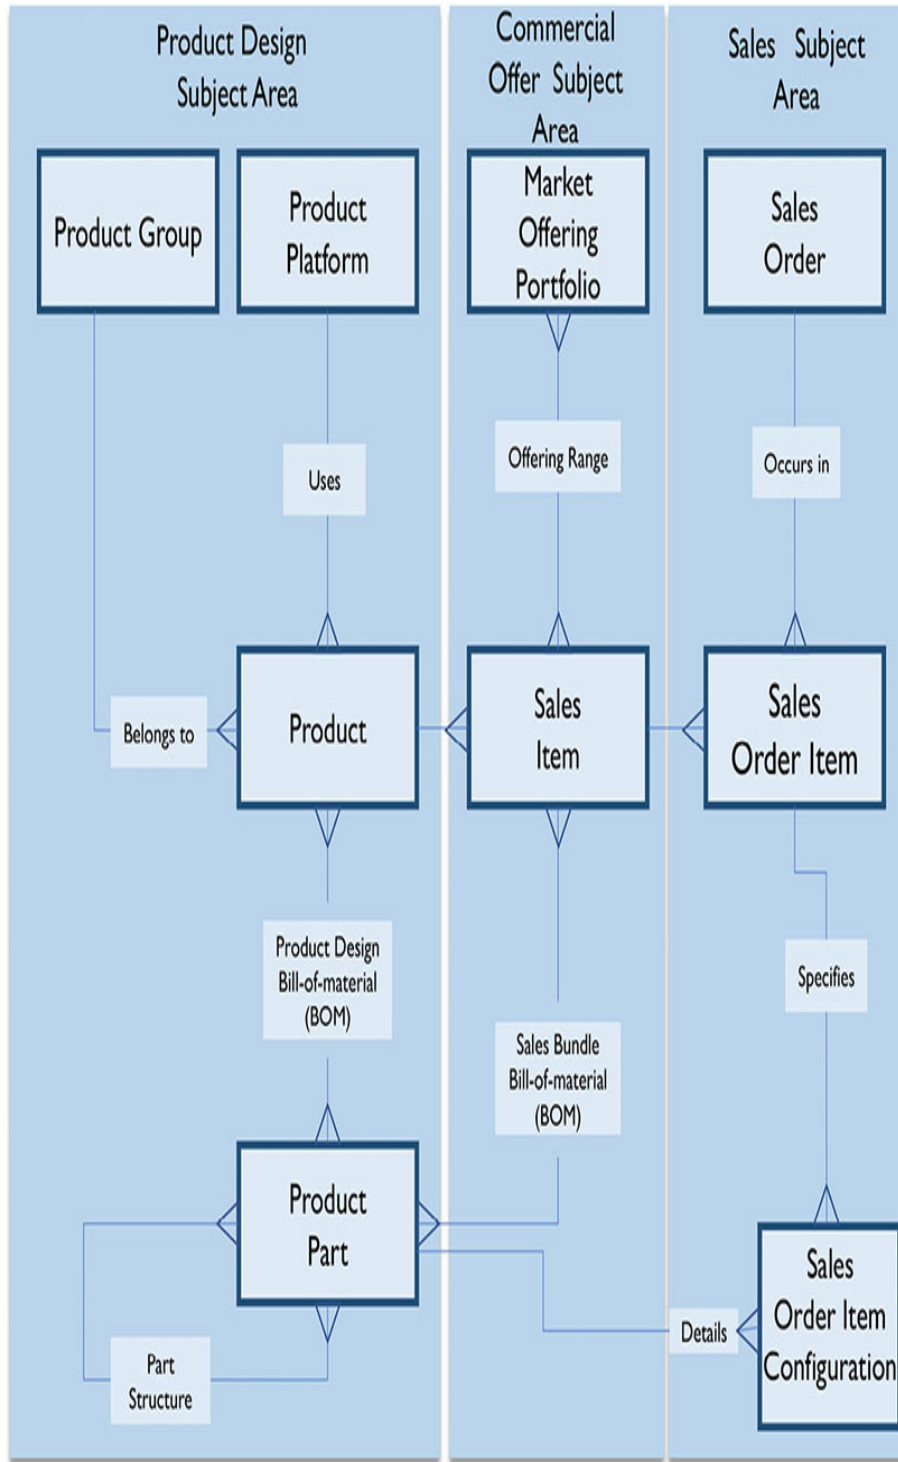 Product Design
Subject Area
Commercial
Offer Subject
Area
Sales Subject
Area
Product Group
Product
Platform
Market
Offering
Portfolio
Sales
Order
Uses
Offering Range
Occurs in
Belongs to
Product
Sales
Item
Sales
Order Item
Product Design
Bill-of-material
(BOM)
Sales Bundle
Bill-of-material
(BOM)
Specifies
Product
Part
Part
Structure
Details
Sales
Order Item
Configuration